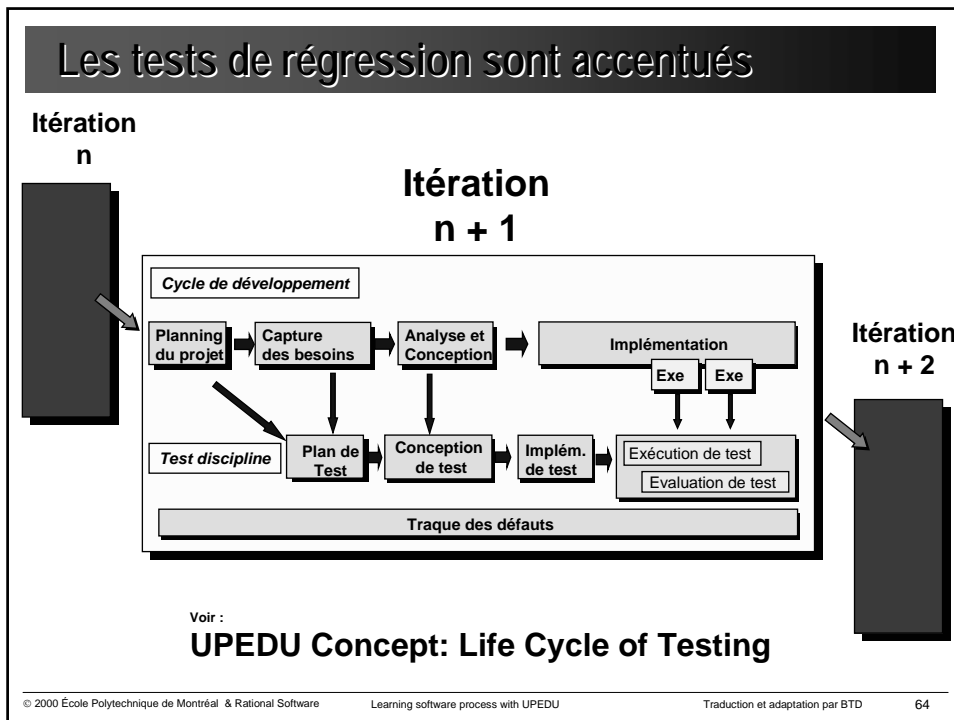 Les tests de régression sont accentués
Itération
n
Itération
n + 1
Cycle de développement
Planning
du projet
Capture
des besoins
Analyse et
Conception
Implémentation
Exe
Exe
Itération
n + 2
Test discipline
Plan de
Test
Conception
de test
Implém.
de test
Exécution de test
Evaluation de test
Traque des défauts
Voir :
UPEDU Concept: Life Cycle of Testing
© 2000 École Polytechnique de Montréal & Rational Software
Learning software process with UPEDU
Traduction et adaptation par BTD
64